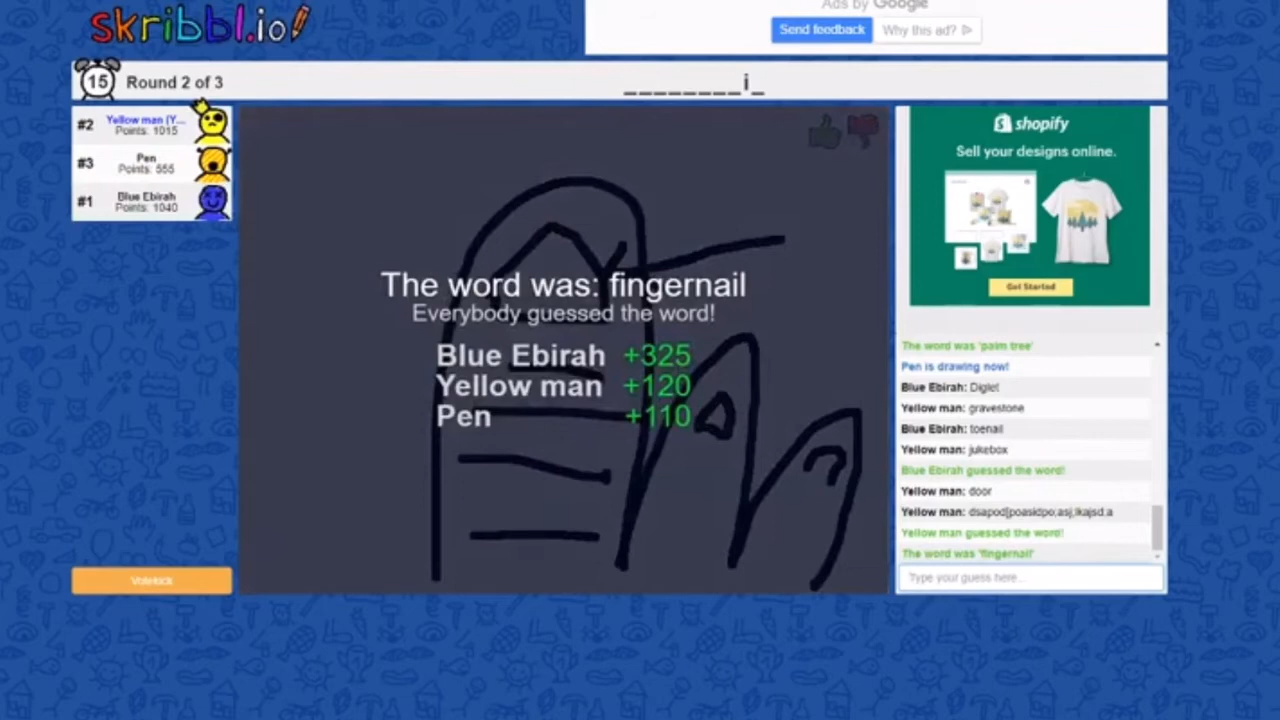 skribbl.io
Ads by Google
Send feedback
Why this ad?
15
Round 2 of 3
________i_
#2
Yellow man (Y...
Points: 1015
#3
Pen
Points: 555
#1
Blue Ebirah
Points: 1040
The word was: fingernail
Everybody guessed the word!
Blue Ebirah +325
Yellow man +120
Pen +110
Votekick
shopify
Sell your designs online.
Get Started
The word was 'palm tree'
Pen is drawing now!
Blue Ebirah: Diglet
Yellow man: gravestone
Blue Ebirah: toenail
Yellow man: jukebox
Blue Ebirah guessed the word!
Yellow man: door
Yellow man: dsapod[poasidpo;asj;lkajsd;a
Yellow man guessed the word!
The word was 'fingernail'
Type your guess here...